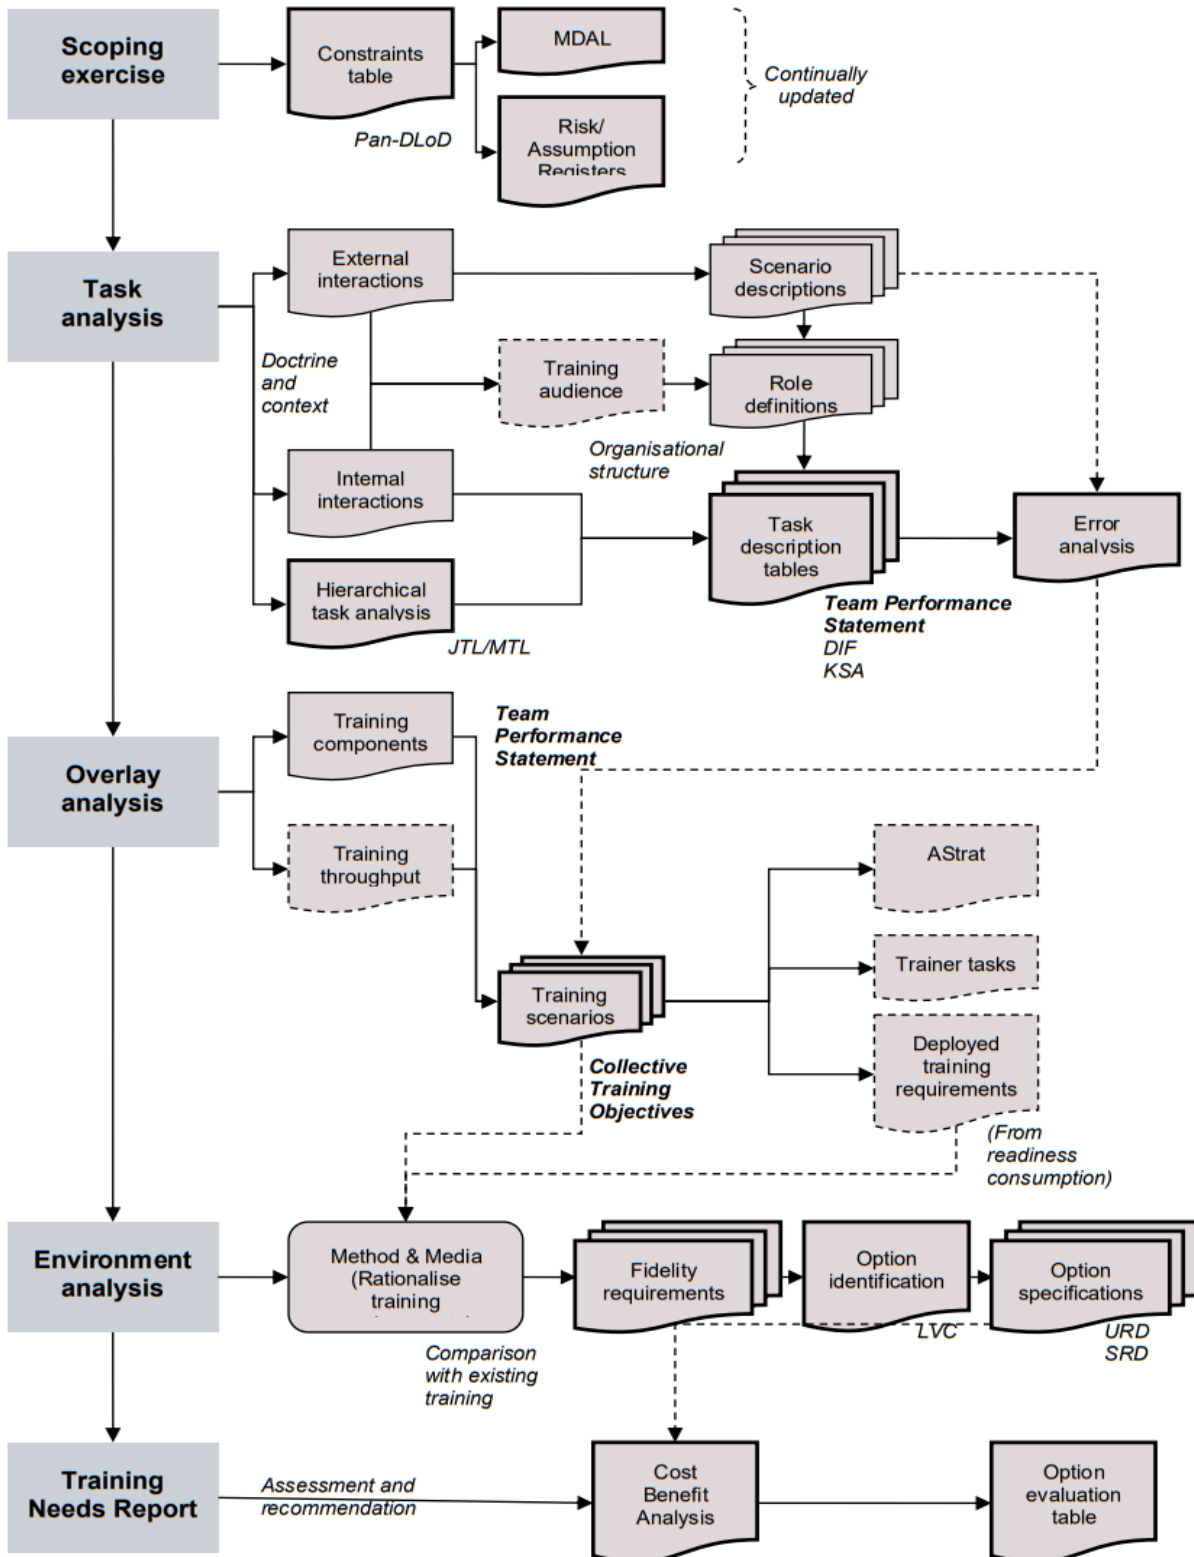 Scoping
exercise
Constraints
table
MDAL
Continually
updated
Pan-DLoD
Risk/
Assumption
Registers
Task
analysis
External
interactions
Scenario
descriptions
Doctrine
and
context
Training
audience
Role
definitions
Organisational
structure
Internal
interactions
Task
description
tables
Error
analysis
Hierarchical
task analysis
JTL/MTL
Team Performance
Statement
DIF
KSA
Overlay
analysis
Training
components
Team
Performance
Statement
Training
throughput
AStrat
Trainer tasks
Training
scenarios
Deployed
training
requirements
Collective
Training
Objectives
(From
readiness
consumption)
Environment
analysis
Method & Media
(Rationalise
training
Fidelity
requirements
Option
identification
Option
specifications
LVC
URD
SRD
Comparison
with existing
training
Training
Needs Report
Assessment and
recommendation
Cost
Benefit
Analysis
Option
evaluation
table